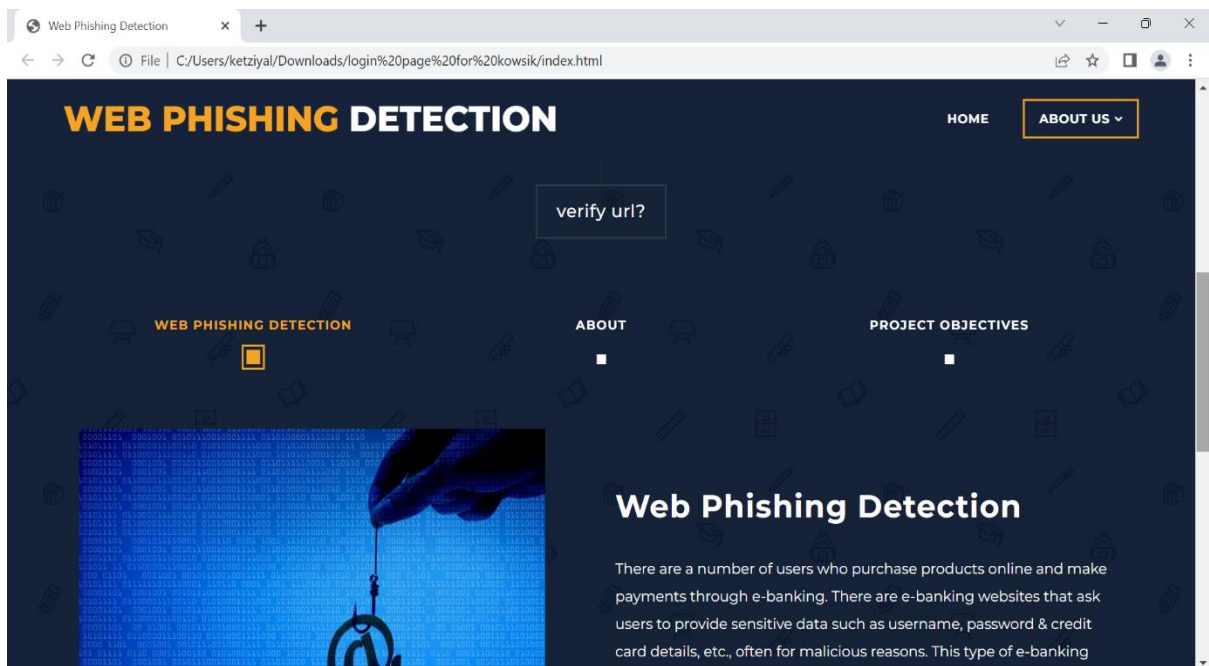 Web Phishing Detection
File | C:/Users/ketziyal/Downloads/login%20page%20for%20kowsik/index.html
WEB PHISHING DETECTION
HOME
ABOUT US
verify url?
WEB PHISHING DETECTION
ABOUT
PROJECT OBJECTIVES
Web Phishing Detection
There are a number of users who purchase products online and make
payments through e-banking. There are e-banking websites that ask
users to provide sensitive data such as username, password & credit
card details, etc., often for malicious reasons. This type of e-banking